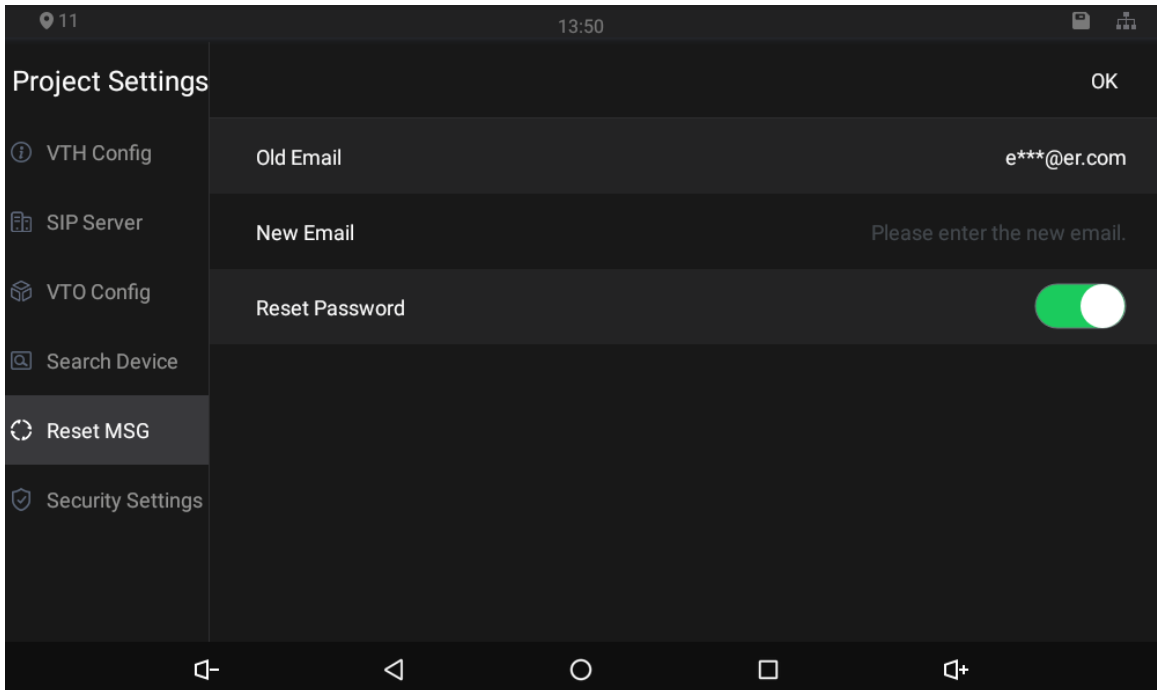 11
13:50
Project Settings
OK
VTH Config
Old Email e***@er.com
SIP Server
New Email Please enter the new email.
VTO Config
Reset Password
Search Device
Reset MSG
Security Settings